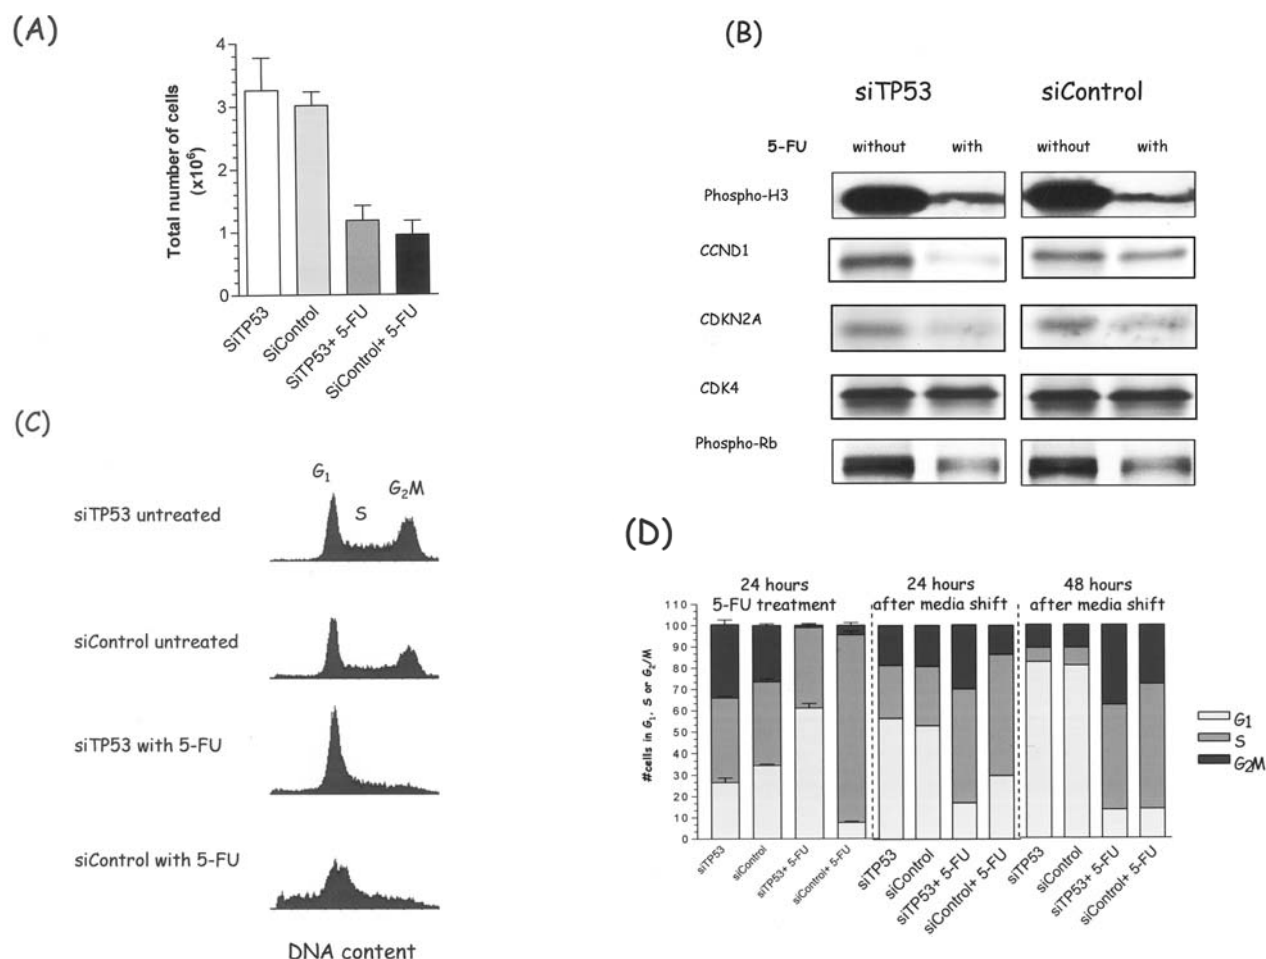 (A)
4
3
2
1
0
Total number of cells
(x10⁶)
SiTP53
SiControl
SiTP53+ 5-FU
SiControl+ 5-FU
(B)
siTP53 siControl
5-FU without with without with
Phospho-H3
CCND1
CDKN2A
CDK4
Phospho-Rb
(C)
G₁ S G₂M
siTP53 untreated
siControl untreated
siTP53 with 5-FU
siControl with 5-FU
DNA content
(D)
24 hours 24 hours 48 hours
5-FU treatment after media shift after media shift
110
100
90
80
70
60
50
40
30
20
10
0
#cells in G₁, S or G₂/M
siTP53
siControl
siTP53+ 5-FU
siControl+ 5-FU
siTP53
siControl
siTP53+ 5-FU
siControl+ 5-FU
siTP53
siControl
siTP53+ 5-FU
siControl+ 5-FU
G₁
S
G₂M